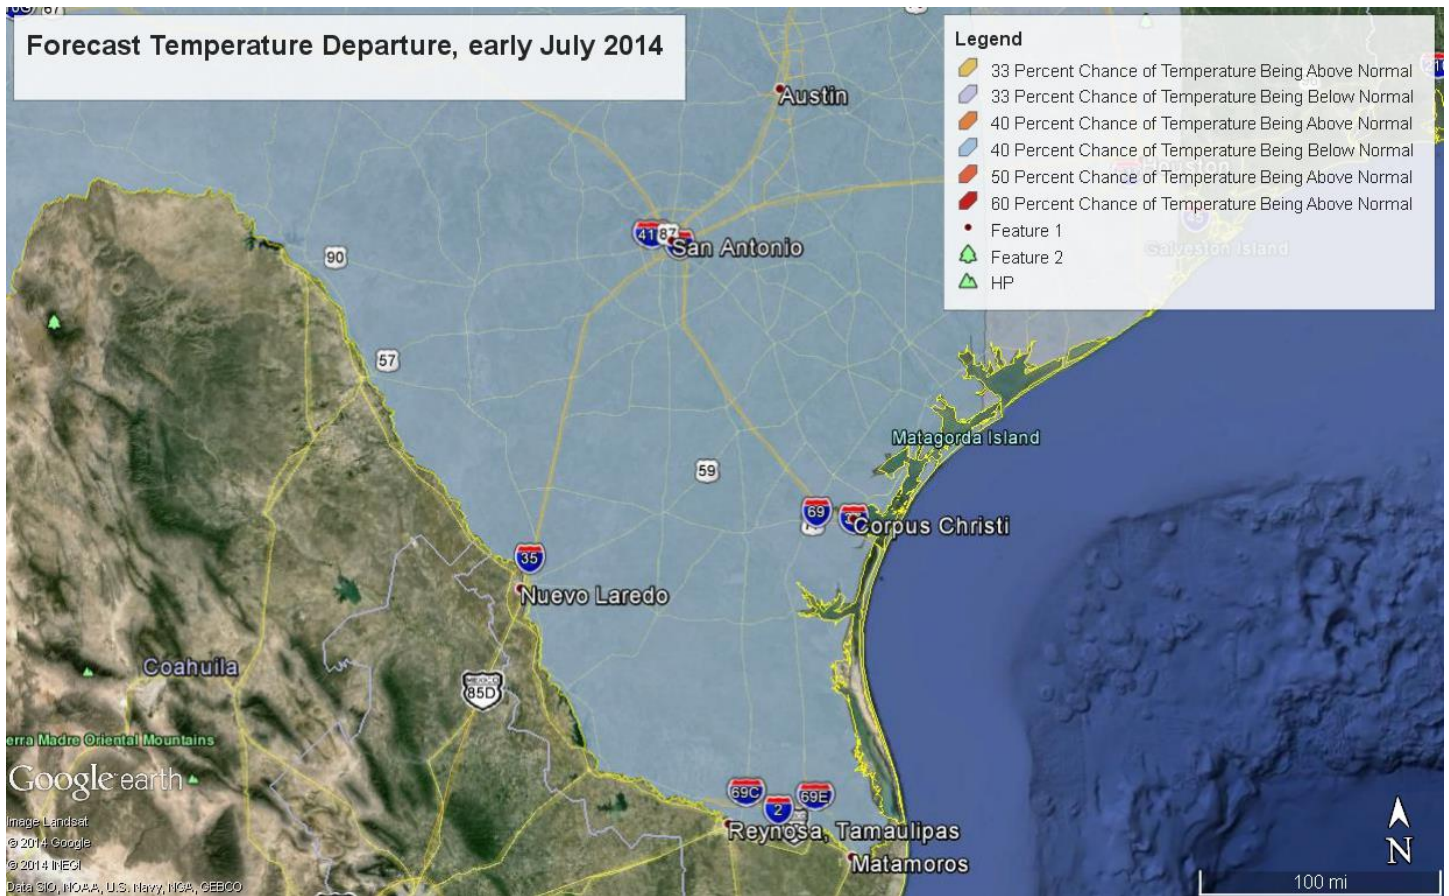 67
Forecast Temperature Departure, early July 2014
Legend
33 Percent Chance of Temperature Being Above Normal
33 Percent Chance of Temperature Being Below Normal
40 Percent Chance of Temperature Being Above Normal
40 Percent Chance of Temperature Being Below Normal
50 Percent Chance of Temperature Being Above Normal
60 Percent Chance of Temperature Being Above Normal
Feature 1
Feature 2
HP
Austin
Houston
45
Galveston Island
410
87
San Antonio
90
57
Matagorda Island
59
69
37
Corpus Christi
35
Nuevo Laredo
Coahuila
MEXICO
85D
erra Madre Oriental Mountains
Google earth
69C
2
69E
Reynosa, Tamaulipas
Matamoros
Image Landsat
© 2014 Google
© 2014 INEGI
Data SIO, NOAA, U.S. Navy, NGA, GEBCO
N
100 mi